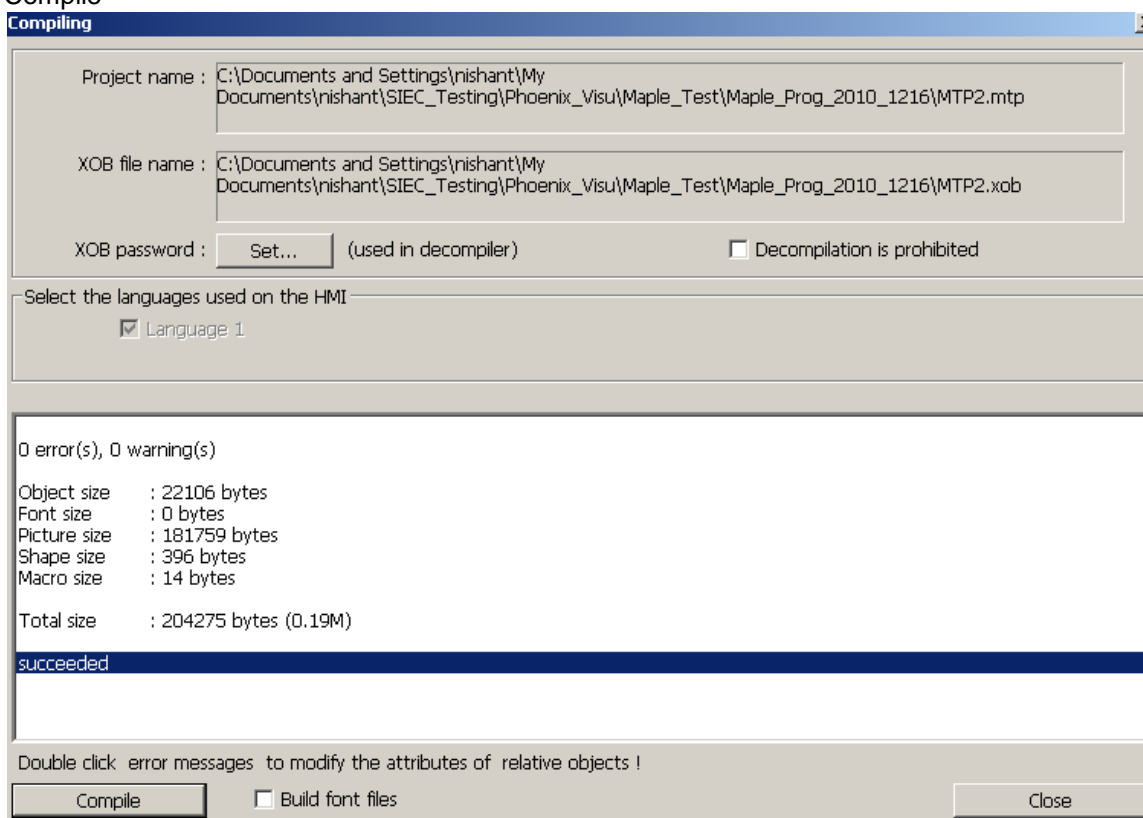 Compile
Compiling
Project name : C:\Documents and Settings\nishant\My
Documents\nishant\SIEC_Testing\Phoenix_Visu\Maple_Test\Maple_Prog_2010_1216\MTP2.mtp
XOB file name : C:\Documents and Settings\nishant\My
Documents\nishant\SIEC_Testing\Phoenix_Visu\Maple_Test\Maple_Prog_2010_1216\MTP2.xob
XOB password : Set... (used in decompiler) Decompilation is prohibited
Select the languages used on the HMI
Language 1
0 error(s), 0 warning(s)
Object size : 22106 bytes
Font size : 0 bytes
Picture size : 181759 bytes
Shape size : 396 bytes
Macro size : 14 bytes
Total size : 204275 bytes (0.19M)
succeeded
Double click error messages to modify the attributes of relative objects !
Compile Build font files Close